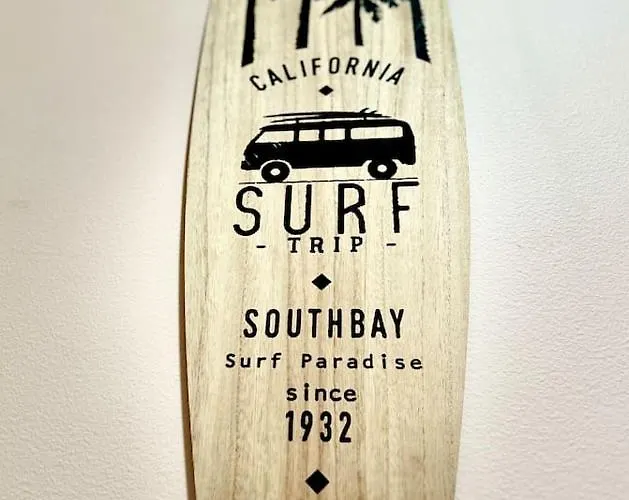 CALIFORNIA
SURF
- TRIP -
SOUTHBAY
Surf Paradise
since
1932